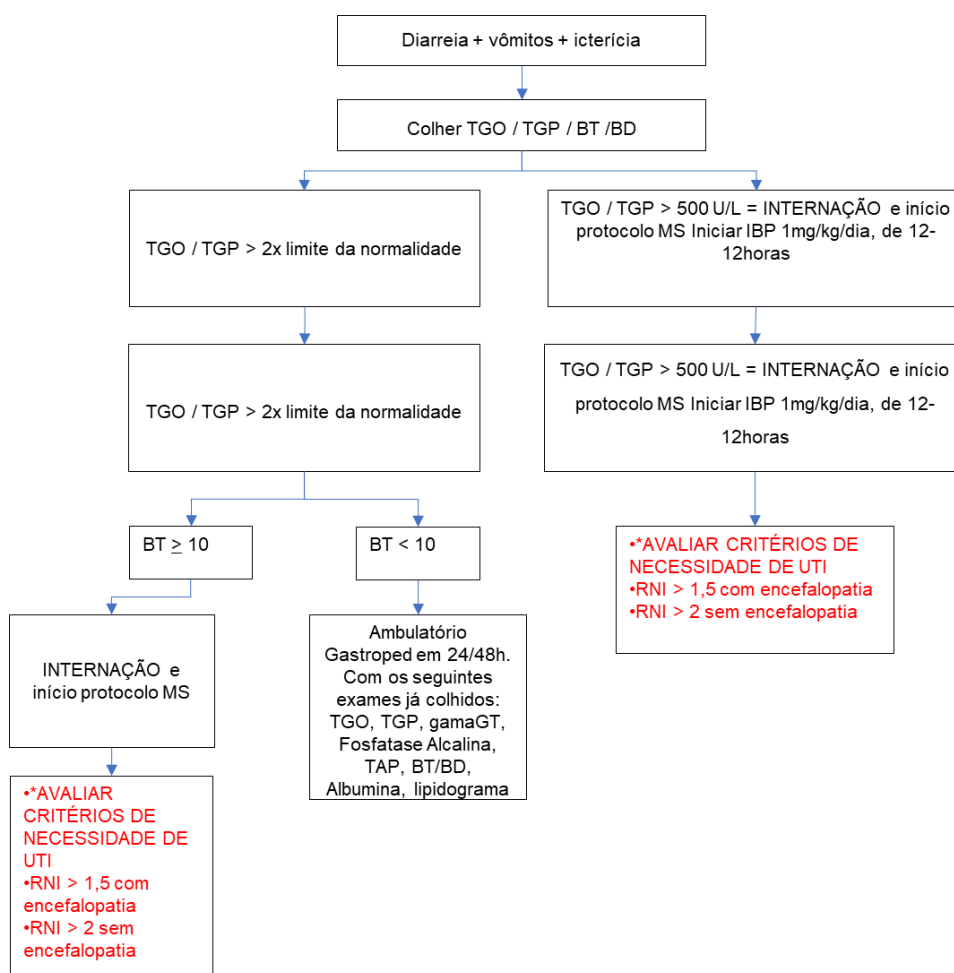 Diarreia + vômitos + icterícia
Colher TGO / TGP / BT /BD
TGO / TGP > 2x limite da normalidade
TGO / TGP > 500 U/L = INTERNAÇÃO e início
protocolo MS Iniciar IBP 1mg/kg/dia, de 12-
12horas
TGO / TGP > 2x limite da normalidade
TGO / TGP > 500 U/L = INTERNAÇÃO e início
protocolo MS Iniciar IBP 1mg/kg/dia, de 12-
12horas
BT ≥ 10
BT < 10
•*AVALIAR CRITÉRIOS DE
NECESSIDADE DE UTI
•RNI > 1,5 com encefalopatia
•RNI > 2 sem encefalopatia
INTERNAÇÃO e
início protocolo MS
Ambulatório
Gastroped em 24/48h.
Com os seguintes
exames já colhidos:
TGO, TGP, gamaGT,
Fosfatase Alcalina,
TAP, BT/BD,
Albumina, lipidograma
•*AVALIAR
CRITÉRIOS DE
NECESSIDADE DE
UTI
•RNI > 1,5 com
encefalopatia
•RNI > 2 sem
encefalopatia